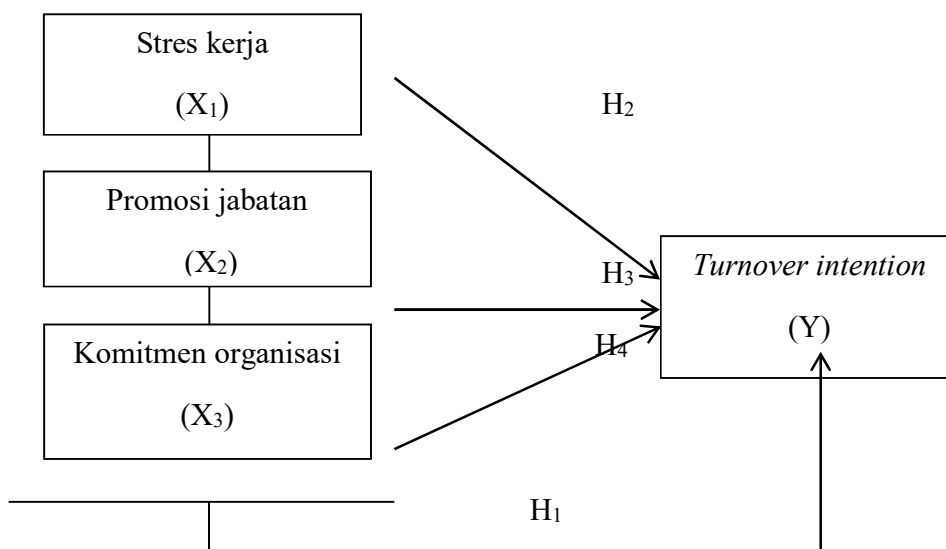 Stres kerja
(X₁)
H₂
Promosi jabatan
(X₂)
H₃
Turnover intention
(Y)
Komitmen organisasi
(X₃)
H₄
H₁